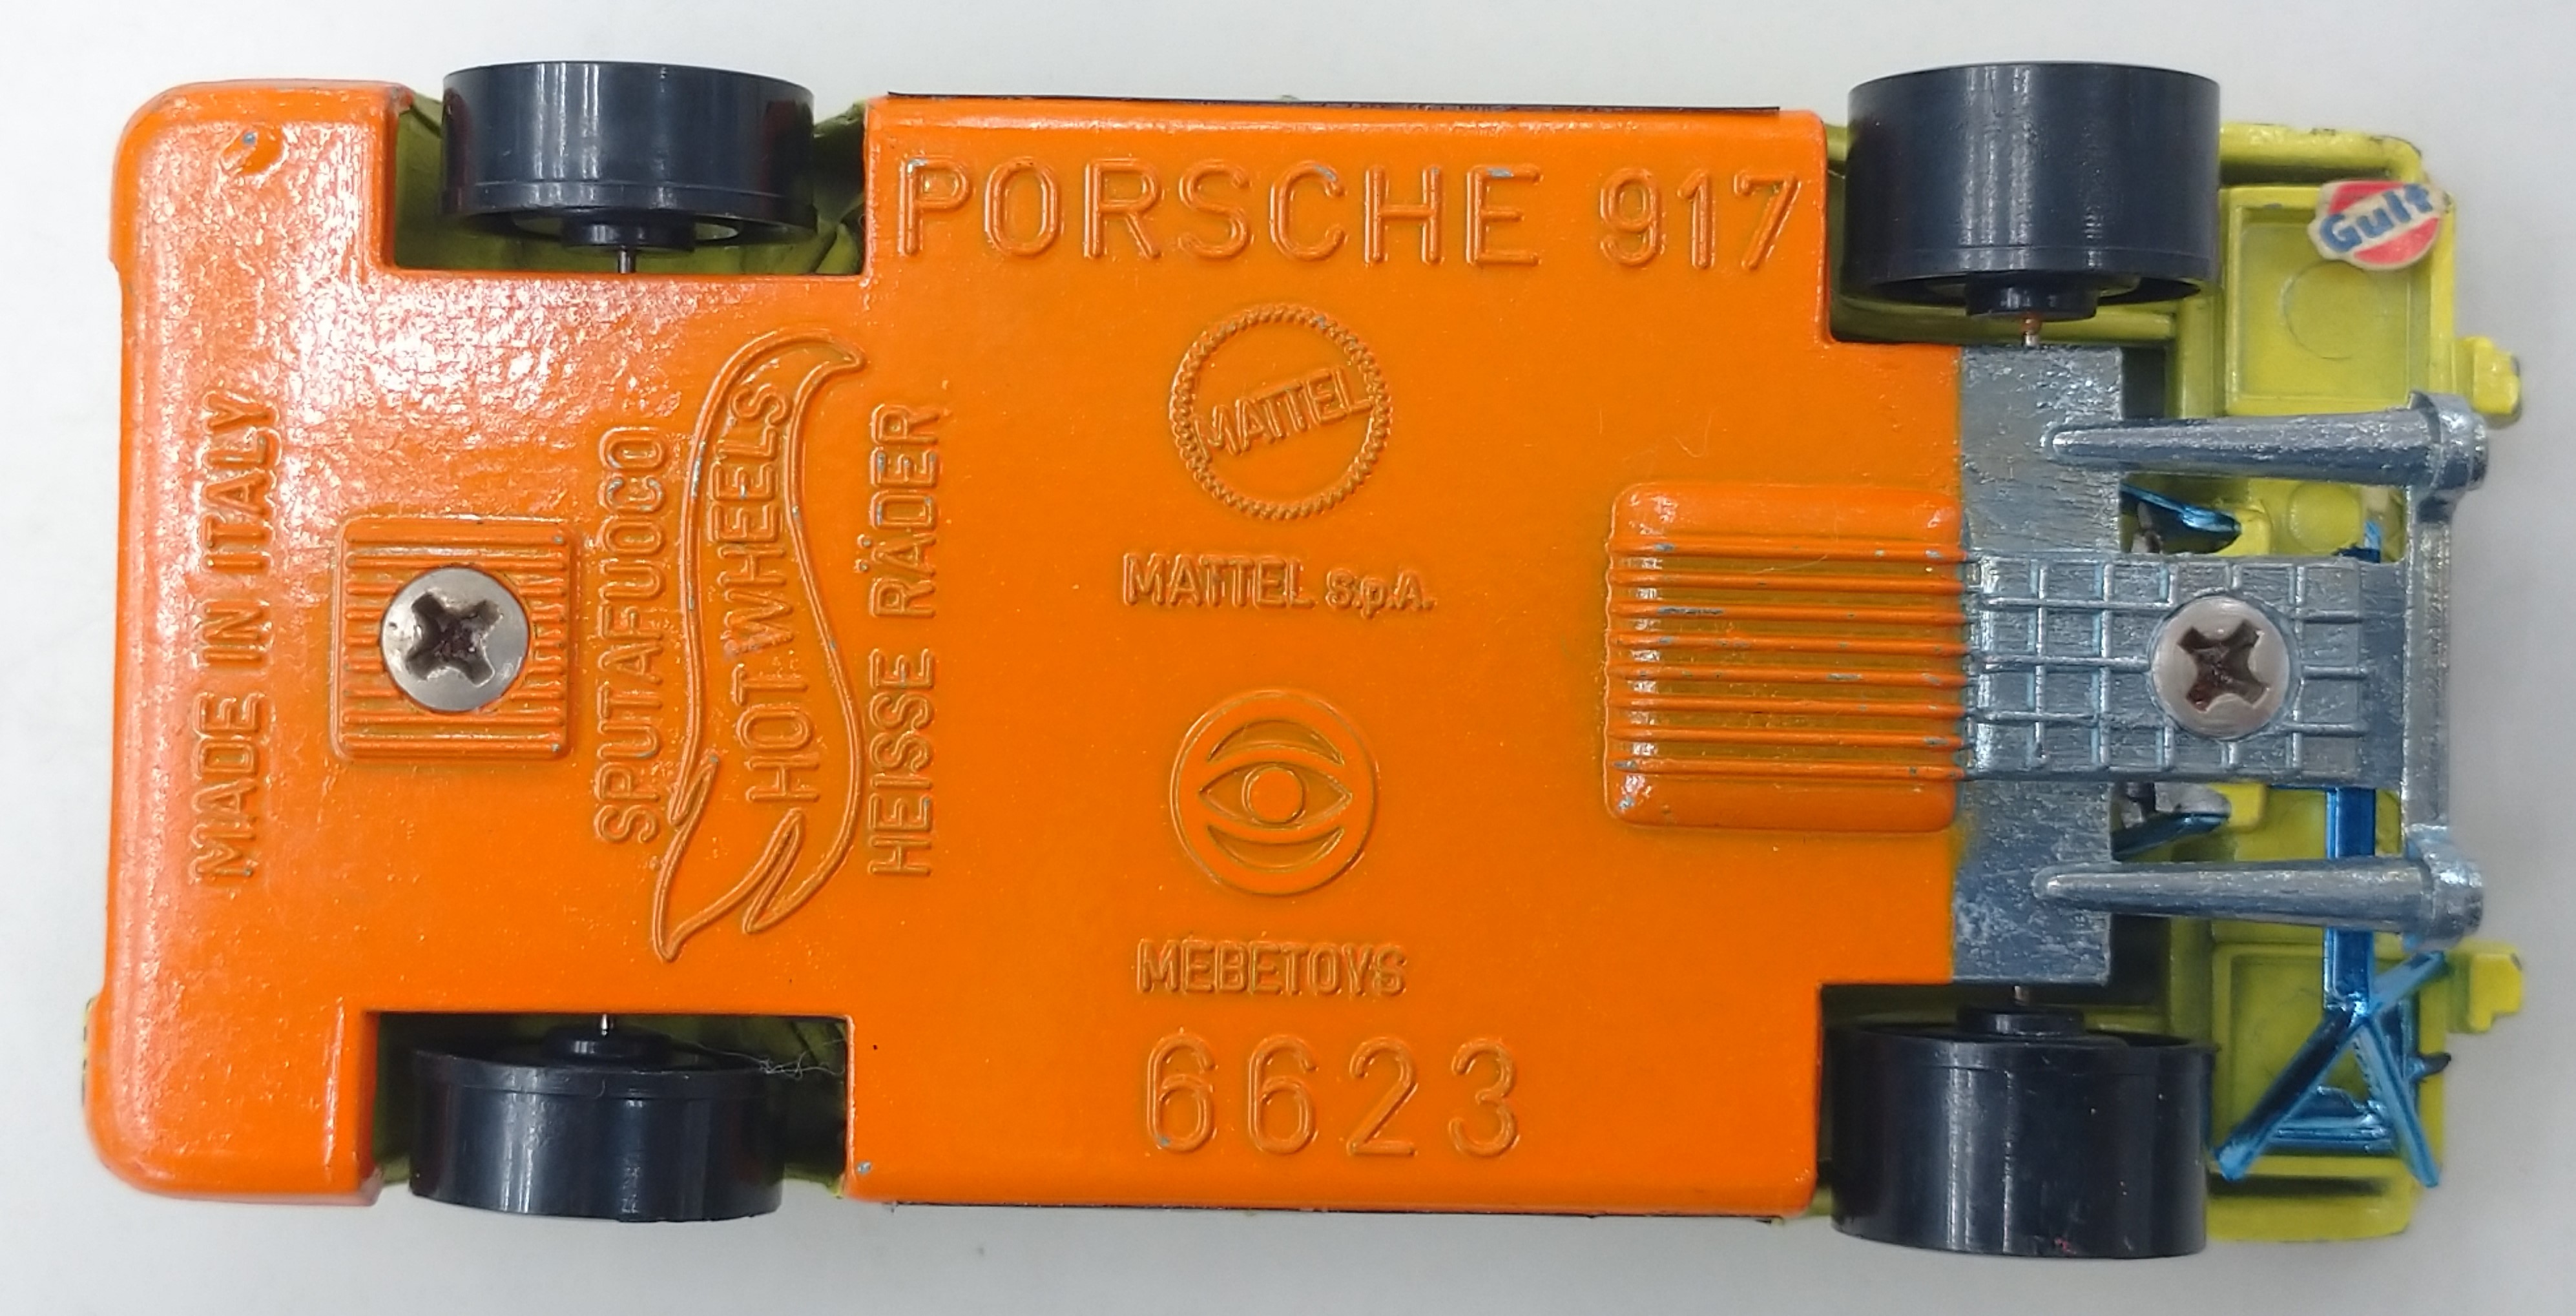 PORSCHE 917
Gulf
MATTEL
MATTEL S.p.A.
MADE IN ITALY
SPUTAFUOCO
HOT WHEELS
HEISSE RÄDER
MEBETOYS
6623